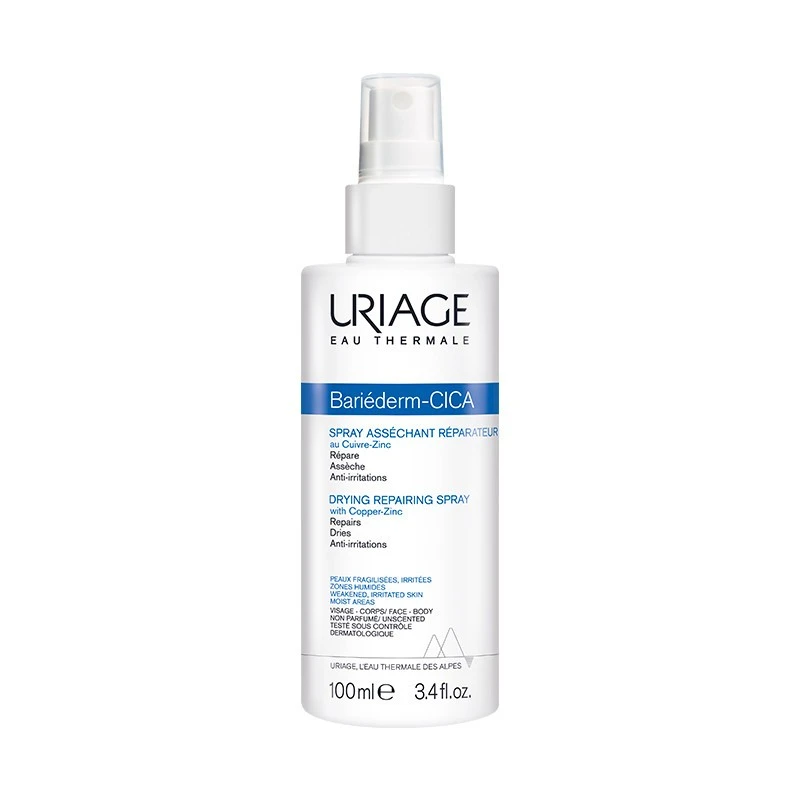 URIAGE
EAU THERMALE
Bariéderm-CICA
SPRAY ASSÉCHANT RÉPARATEUR
au Cuivre-Zinc
Répare
Assèche
Anti-irritations
DRYING REPAIRING SPRAY
with Copper-Zinc
Repairs
Dries
Anti-irritations
PEAUX FRAGILISÉES, IRRITÉES
ZONES HUMIDES
WEAKENED, IRRITATED SKIN
MOIST AREAS
VISAGE - CORPS/ FACE - BODY
NON PARFUMÉ/ UNSCENTED
TESTÉ SOUS CONTRÔLE
DERMATOLOGIQUE
URIAGE, L'EAU THERMALE DES ALPES
100ml e 3.4fl.oz.